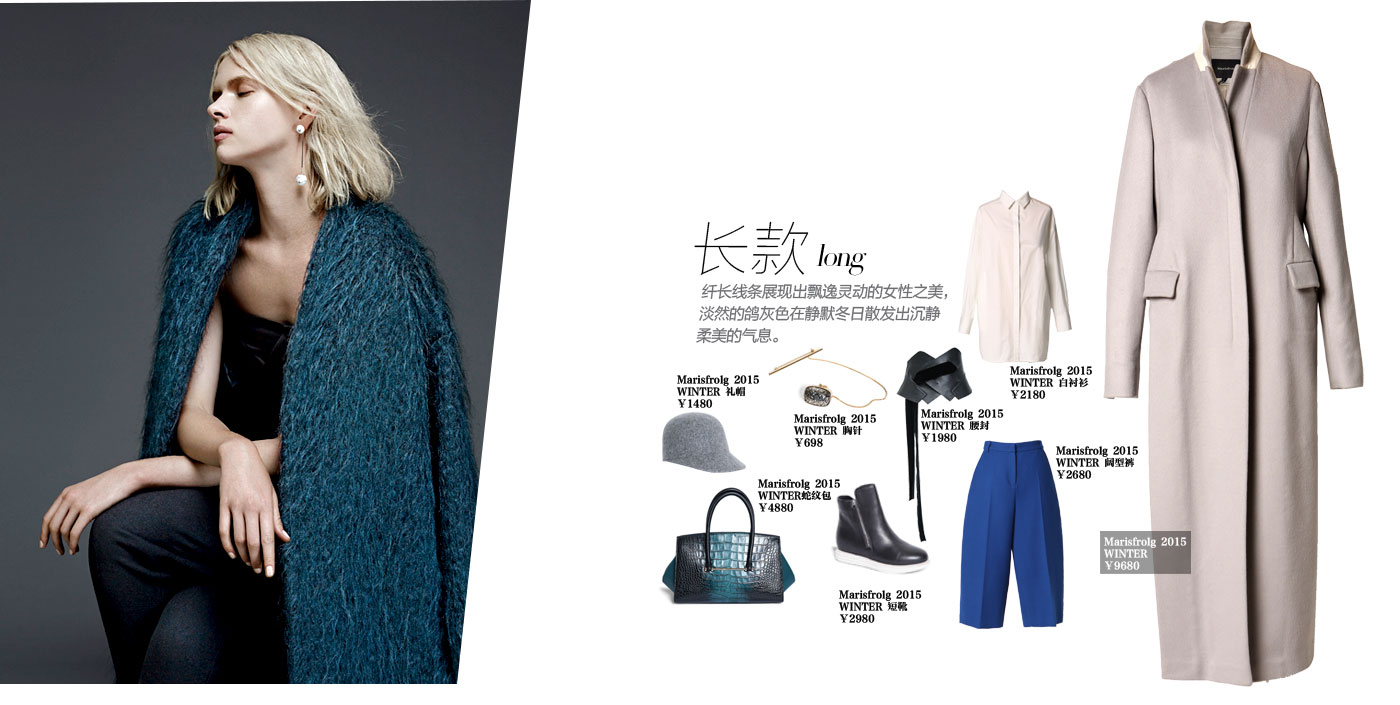 长款 long
纤长线条展现出飘逸灵动的女性之美，
淡然的鸽灰色在静默冬日散发出沉静
柔美的气息。
Marisfrolg 2015
WINTER 礼帽
￥1480
Marisfrolg 2015
WINTER 胸针
￥698
Marisfrolg 2015
WINTER 腰封
￥1980
Marisfrolg 2015
WINTER 白衬衫
￥2180
Marisfrolg 2015
WINTER蛇纹包
￥4880
Marisfrolg 2015
WINTER 短靴
￥2980
Marisfrolg 2015
WINTER 阔型裤
￥2680
Marisfrolg 2015
WINTER
￥9680